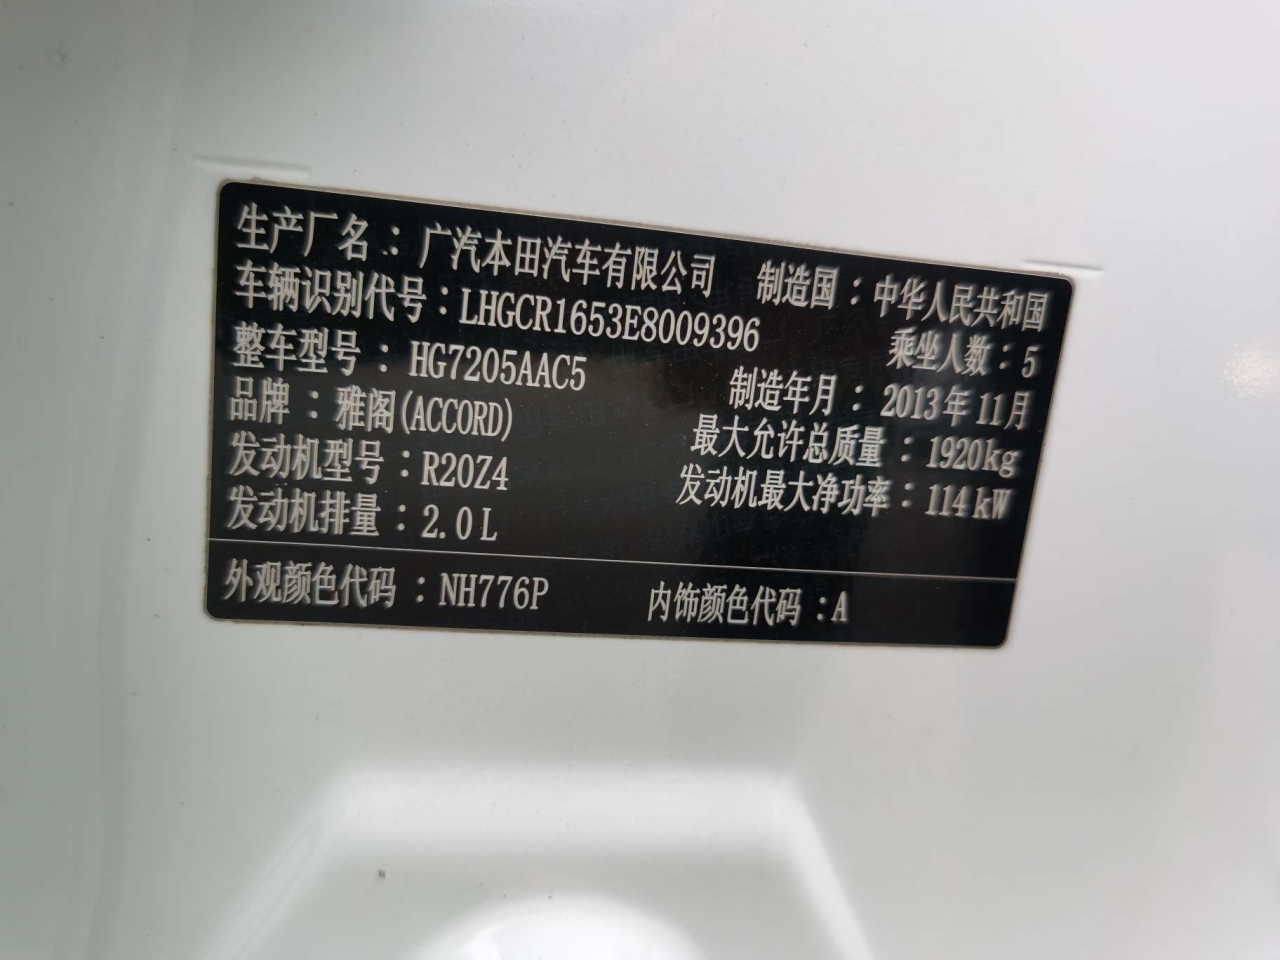 生产厂名：广汽本田汽车有限公司 制造国：中华人民共和国
车辆识别代号：LHGCR1653E8009396 乘坐人数：5
整车型号：HG7205AAC5 制造年月：2013年11月
品牌：雅阁(ACCORD) 最大允许总质量：1920kg
发动机型号：R20Z4 发动机最大净功率：114kW
发动机排量：2.0L
外观颜色代码：NH776P 内饰颜色代码：A